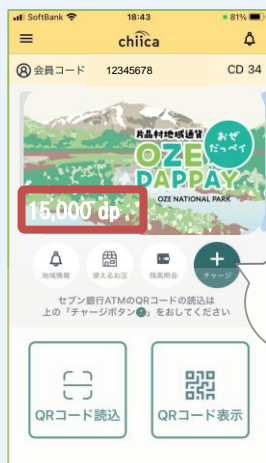 SoftBank 18:43 81%
chiica
会員コード 12345678 CD 34
片品村地域通貨
おぜだっペイ
OZE
DAPPAY
OZE NATIONAL PARK
15,000 dp
地域情報 使えるお店 残高照会 チャージ
セブン銀行ATMのQRコードの読込は
上の「チャージボタン」をおしてください
QRコード読込 QRコード表示